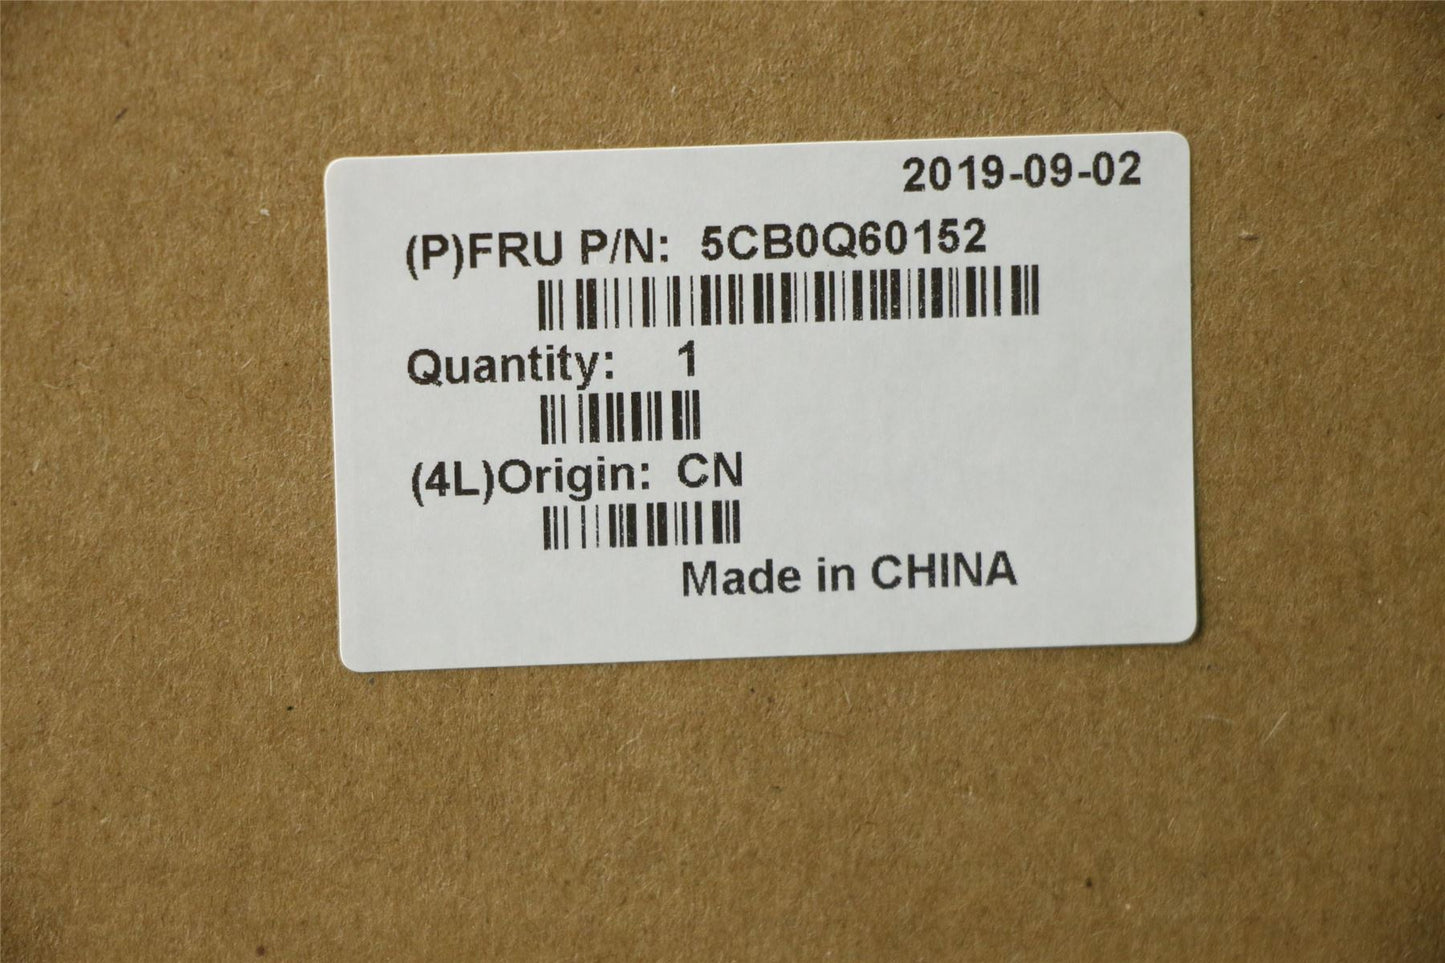 2019-09-02
(P)FRU P/N: 5CB0Q60152
Quantity: 1
(4L)Origin: CN
Made in CHINA